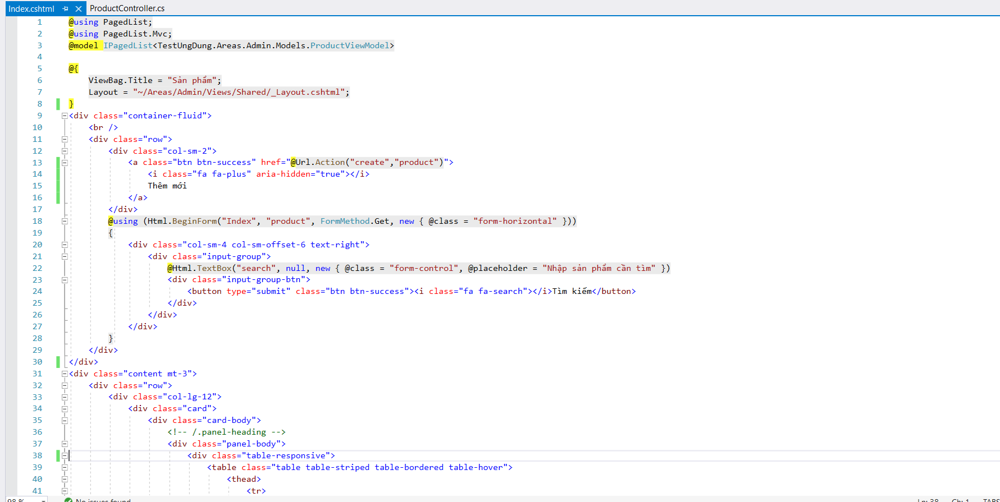 Index.cshtml ProductController.cs
1 @using PagedList;
2 @using PagedList.Mvc;
3 @model IPagedList<TestUngDung.Areas.Admin.Models.ProductViewModel>
4
5 @{
6 ViewBag.Title = "Sản phẩm";
7 Layout = "~/Areas/Admin/Views/Shared/_Layout.cshtml";
8 }
9 <div class="container-fluid">
10 <br />
11 <div class="row">
12 <div class="col-sm-2">
13 <a class="btn btn-success" href="@Url.Action("create","product")">
14 <i class="fa fa-plus" aria-hidden="true"></i>
15 Thêm mới
16 </a>
17 </div>
18 @using (Html.BeginForm("Index", "product", FormMethod.Get, new { @class = "form-horizontal" }))
19 {
20 <div class="col-sm-4 col-sm-offset-6 text-right">
21 <div class="input-group">
22 @Html.TextBox("search", null, new { @class = "form-control", @placeholder = "Nhập sản phẩm cần tìm" })
23 <div class="input-group-btn">
24 <button type="submit" class="btn btn-success"><i class="fa fa-search"></i>Tìm kiếm</button>
25 </div>
26 </div>
27 </div>
28 }
29 </div>
30 </div>
31 <div class="content mt-3">
32 <div class="row">
33 <div class="col-lg-12">
34 <div class="card">
35 <div class="card-body">
36 <!-- /.panel-heading -->
37 <div class="panel-body">
38 <div class="table-responsive">
39 <table class="table table-striped table-bordered table-hover">
40 <thead>
41 <tr>
98 % No issues found Ln: 38 Ch: 1 TABS